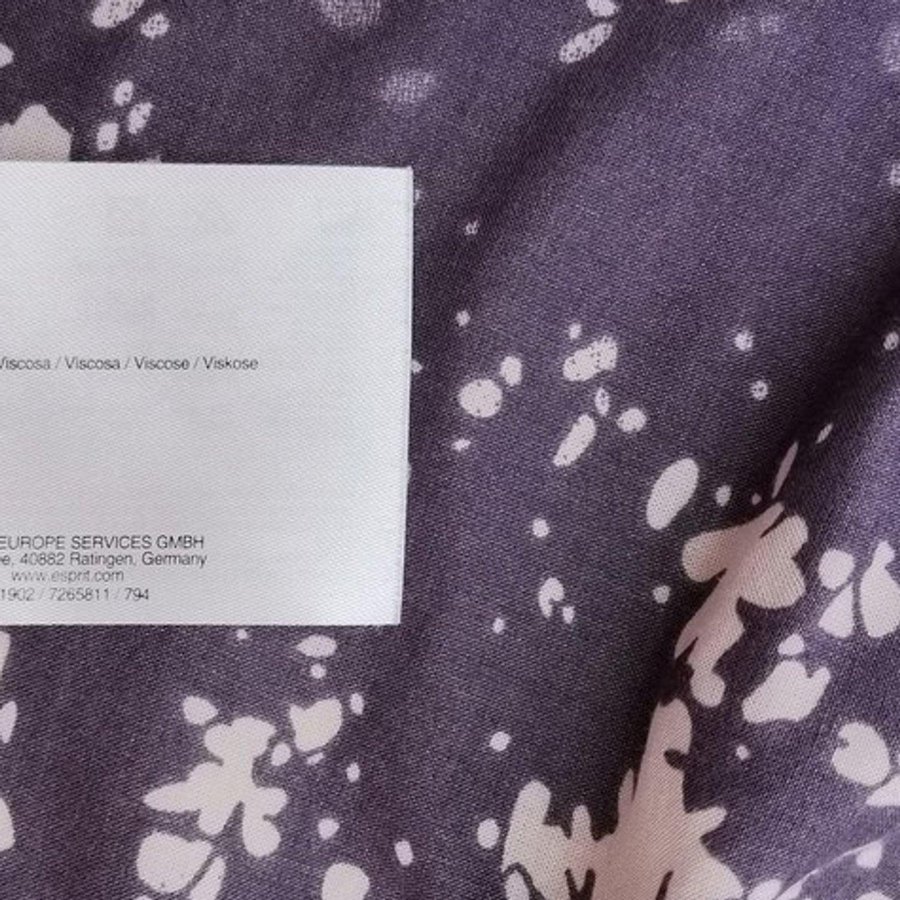 Viscosa / Viscosa / Viscose / Viskose
EUROPE SERVICES GMBH
40882 Ratingen, Germany
www.esprit.com
1902 / 7265811 / 794